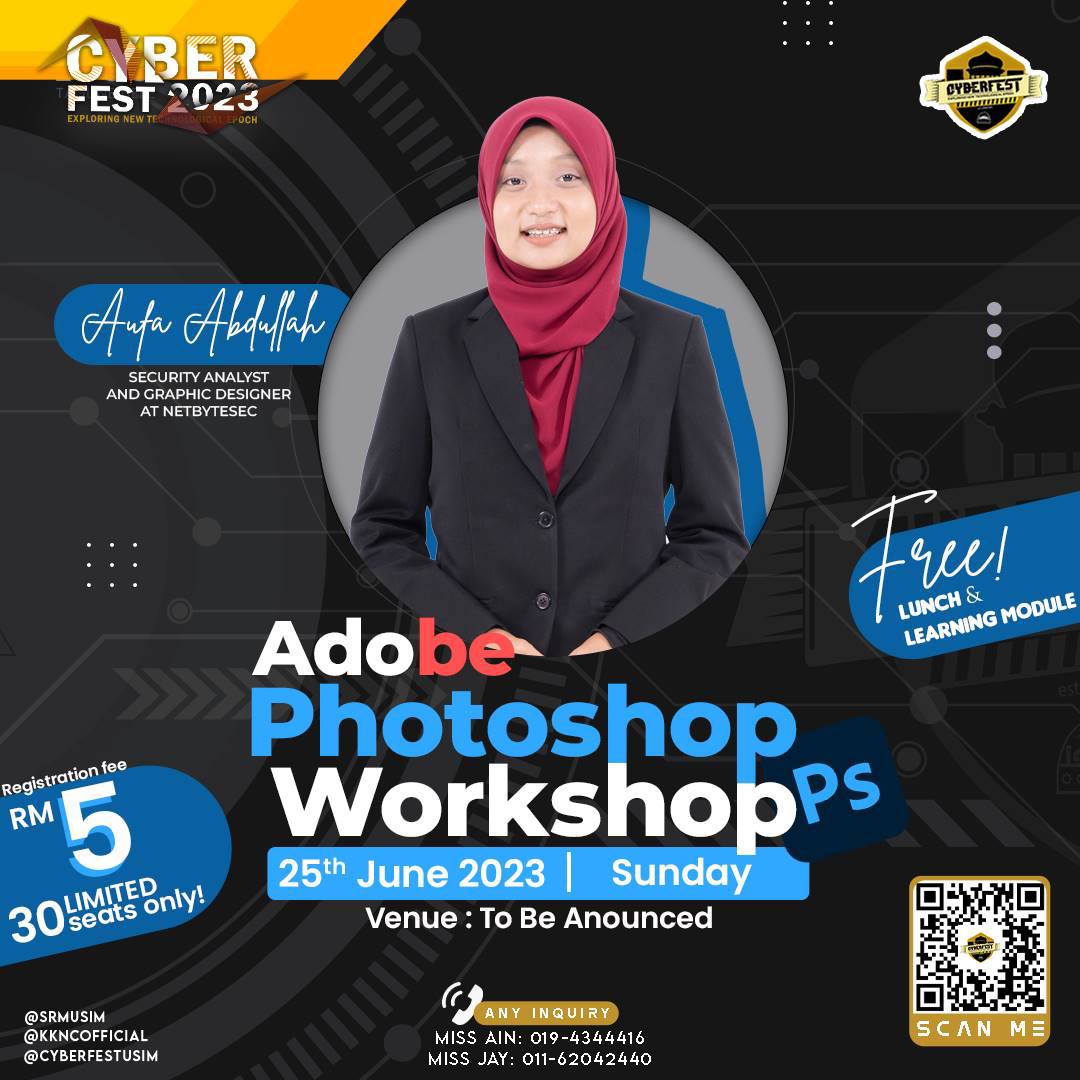 CYBER
FEST 2023
EXPLORING NEW TECHNOLOGICAL EPOCH
CYBERFEST
Aufa Abdullah
SECURITY ANALYST
AND GRAPHIC DESIGNER
AT NETBYTESEC
Free!
LUNCH &
LEARNING MODULE
Adobe
Photoshop
Workshop
Ps
25th June 2023 | Sunday
Venue : To Be Anounced
Registration fee
RM 5
30 LIMITED
seats only!
@SRMUSIM
@KKNCOFFICIAL
@CYBERFESTUSIM
ANY INQUIRY
MISS AIN: 019-4344416
MISS JAY: 011-62042440
CYBERFEST
SCAN ME